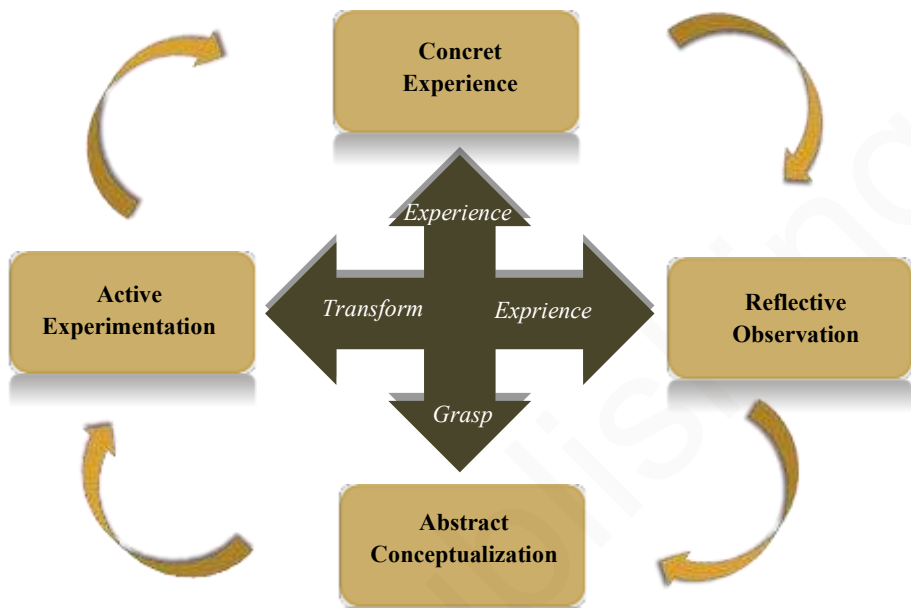 Concret
Experience
Experience
Active
Experimentation
Transform
Exprience
Reflective
Observation
Grasp
Abstract
Conceptualization